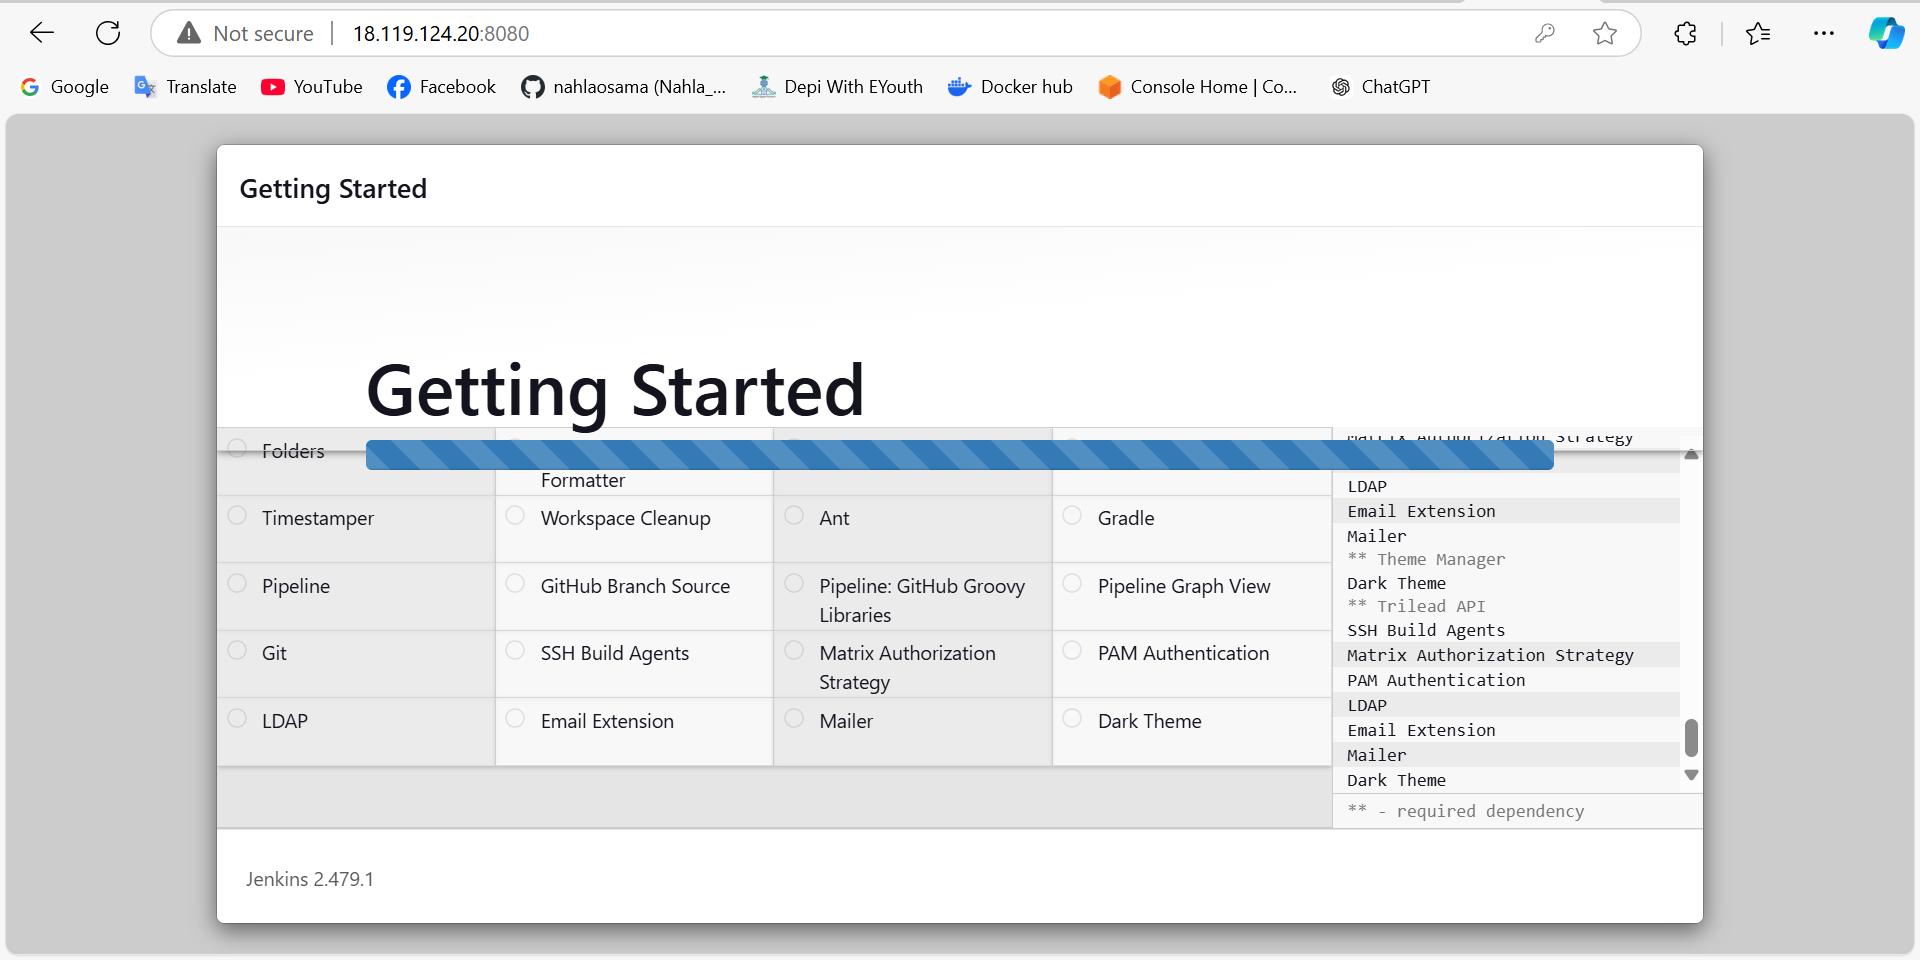 Not secure
18.119.124.20:8080
Google
Translate
YouTube
Facebook
nahlaosama (Nahla_...
Depi With EYouth
Docker hub
Console Home | Co...
ChatGPT
Getting Started
Getting Started
Folders
Formatter
Timestamper
Workspace Cleanup
Ant
Gradle
Pipeline
GitHub Branch Source
Pipeline: GitHub Groovy
Libraries
Pipeline Graph View
Git
SSH Build Agents
Matrix Authorization
Strategy
PAM Authentication
LDAP
Email Extension
Mailer
Dark Theme
Matrix Authorization Strategy
LDAP
Email Extension
Mailer
** Theme Manager
Dark Theme
** Trilead API
SSH Build Agents
Matrix Authorization Strategy
PAM Authentication
LDAP
Email Extension
Mailer
Dark Theme
** - required dependency
Jenkins 2.479.1